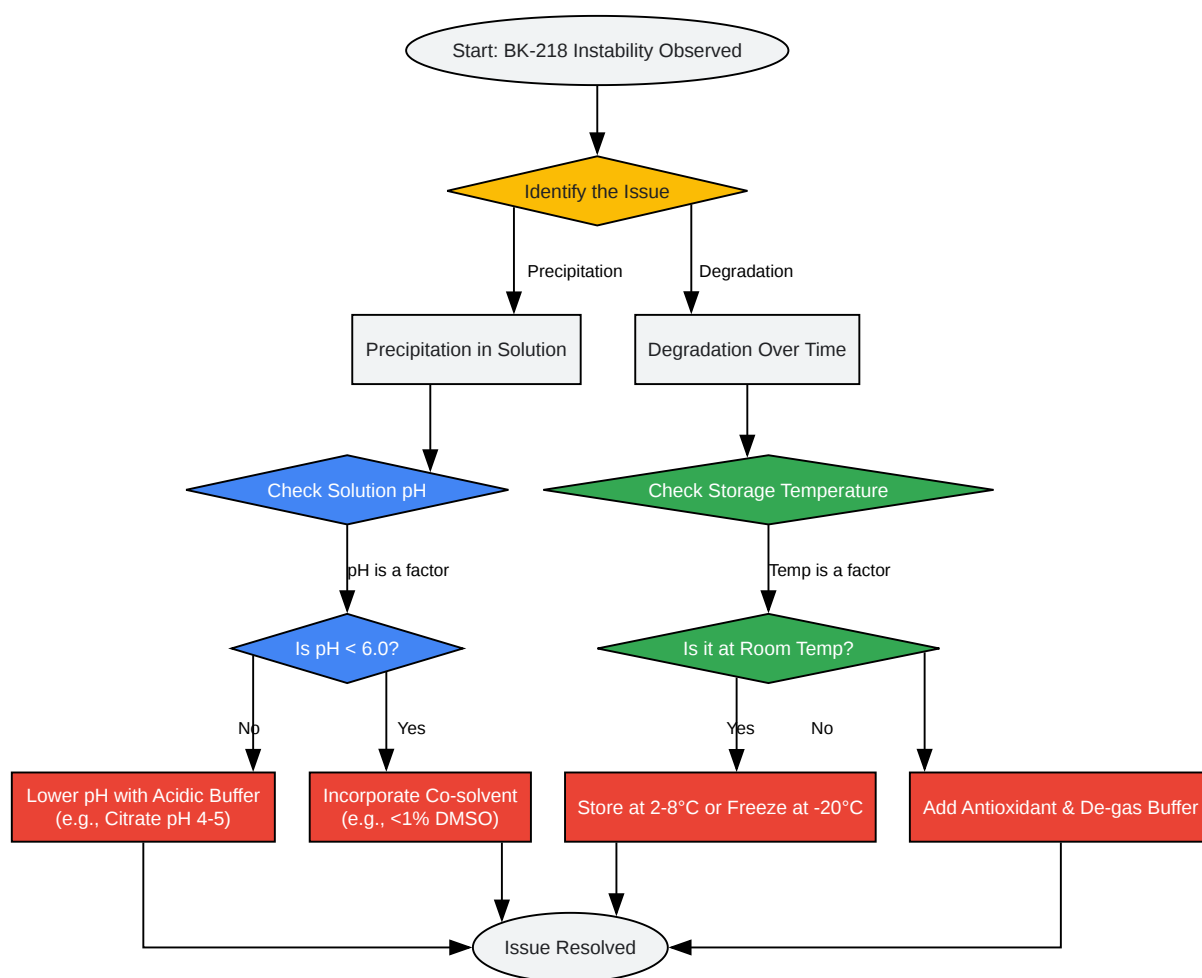 Start: BK-218 Instability Observed
Identify the Issue
Precipitation
Degradation
Precipitation in Solution
Degradation Over Time
Check Solution pH
Check Storage Temperature
pH is a factor
Temp is a factor
Is pH < 6.0?
Is it at Room Temp?
No
Yes
Yes
No
Lower pH with Acidic Buffer
(e.g., Citrate pH 4-5)
Incorporate Co-solvent
(e.g., <1% DMSO)
Store at 2-8°C or Freeze at -20°C
Add Antioxidant & De-gas Buffer
Issue Resolved